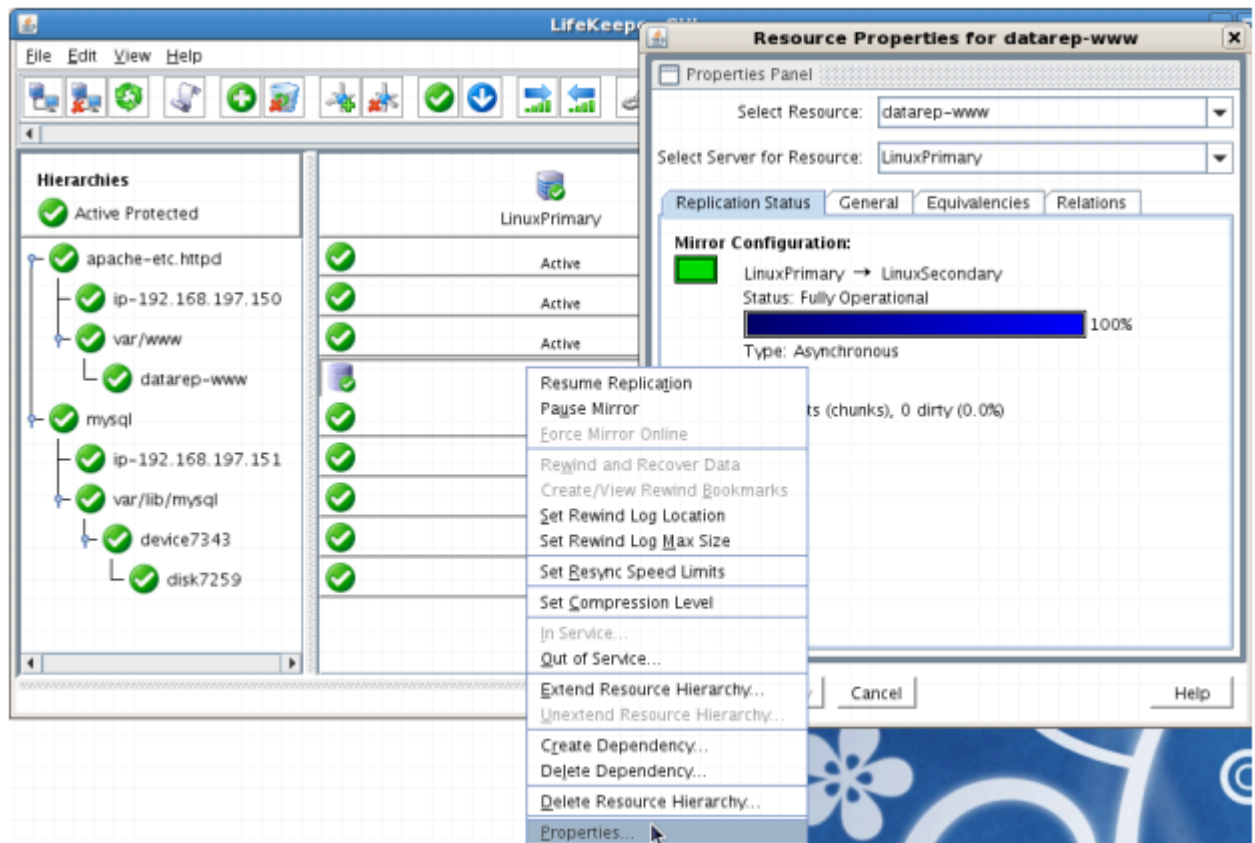 LifeKeepe
File Edit View Help
Hierarchies
Active Protected
LinuxPrimary
apache-etc.httpd
Active
ip-192.168.197.150
Active
var/www
Active
datarep-www
mysql
ip-192.168.197.151
var/lib/mysql
device7343
disk7259
Resource Properties for datarep-www
Properties Panel
Select Resource: datarep-www
Select Server for Resource: LinuxPrimary
Replication Status General Equivalencies Relations
Mirror Configuration:
LinuxPrimary → LinuxSecondary
Status: Fully Operational
100%
Type: Asynchronous
ts (chunks), 0 dirty (0.0%)
Cancel Help
Resume Replication
Pause Mirror
Force Mirror Online
Rewind and Recover Data
Create/View Rewind Bookmarks
Set Rewind Log Location
Set Rewind Log Max Size
Set Resync Speed Limits
Set Compression Level
In Service...
Out of Service...
Extend Resource Hierarchy...
Unextend Resource Hierarchy...
Create Dependency...
Delete Dependency...
Delete Resource Hierarchy...
Properties...